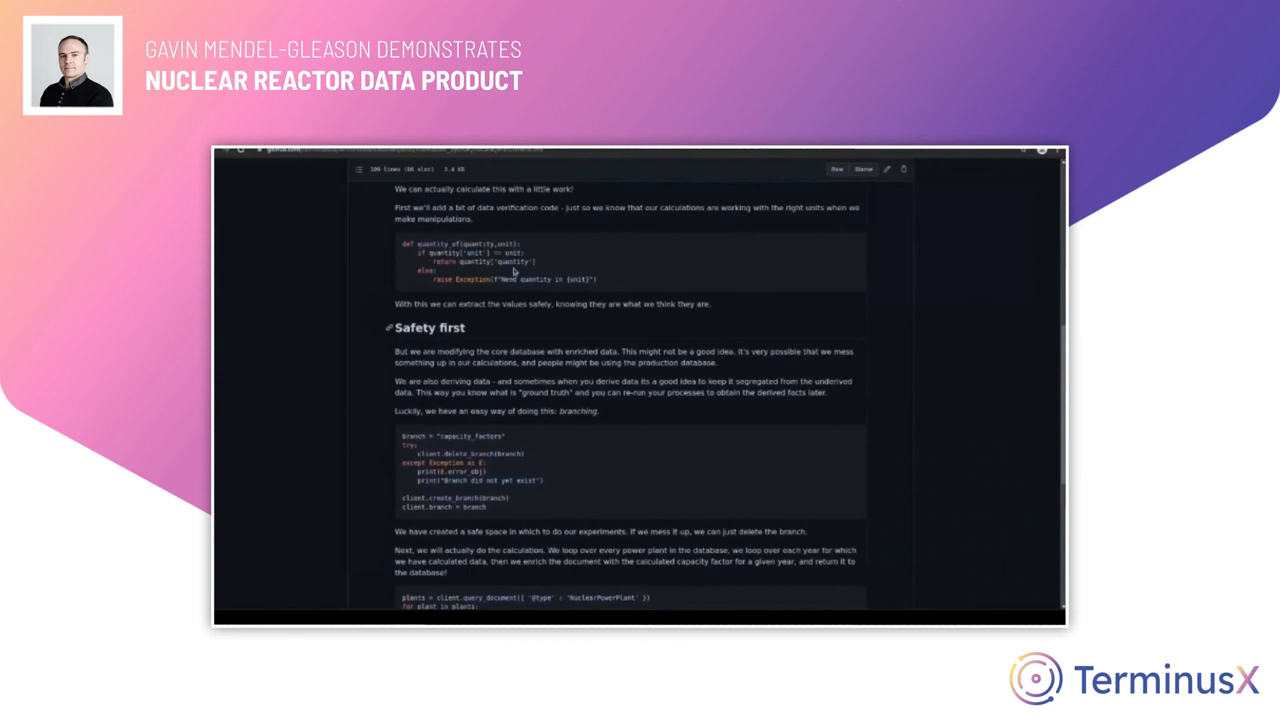 GAVIN MENDEL-GLEASON DEMONSTRATES
NUCLEAR REACTOR DATA PRODUCT
Raw Blame
We can actually calculate this with a little work!
First we'll add a bit of data verification code - just so we know that our calculations are working with the right units when we
make manipulations.
def quantity_of(quantity,unit):
if quantity['unit'] == unit:
return quantity['quantity']
else:
raise Exception(f"Need quantity in {unit}")
With this we can extract the values safely, knowing they are what we think they are.
Safety first
But we are modifying the core database with enriched data. This might not be a good idea. It's very possible that we mess
something up in our calculations, and people might be using the production database.
We are also deriving data - and sometimes when you derive data its a good idea to keep it segregated from the underived
data. This way you know what is "ground truth" and you can re-run your processes to obtain the derived facts later.
Luckily, we have an easy way of doing this: branching.
branch = "capacity_factors"
try:
client.delete_branch(branch)
except Exception as E:
print(E.error_obj)
print("Branch did not yet exist")
client.create_branch(branch)
client.branch = branch
We have created a safe space in which to do our experiments. If we mess it up, we can just delete the branch.
Next, we will actually do the calculation. We loop over every power plant in the database, we loop over each year for which
we have calculated data, then we enrich the document with the calculated capacity factor for a given year, and return it to
the database!
plants = client.query_document({ '@type' : 'NuclearPowerPlant' })
for plant in plants:
TerminusX